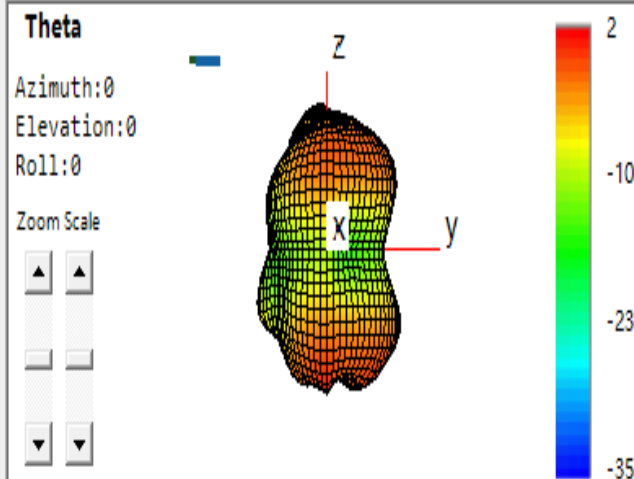 Theta
Azimuth:0
Elevation:0
Roll:0
Zoom Scale
z
x
y
2
-10
-23
-35